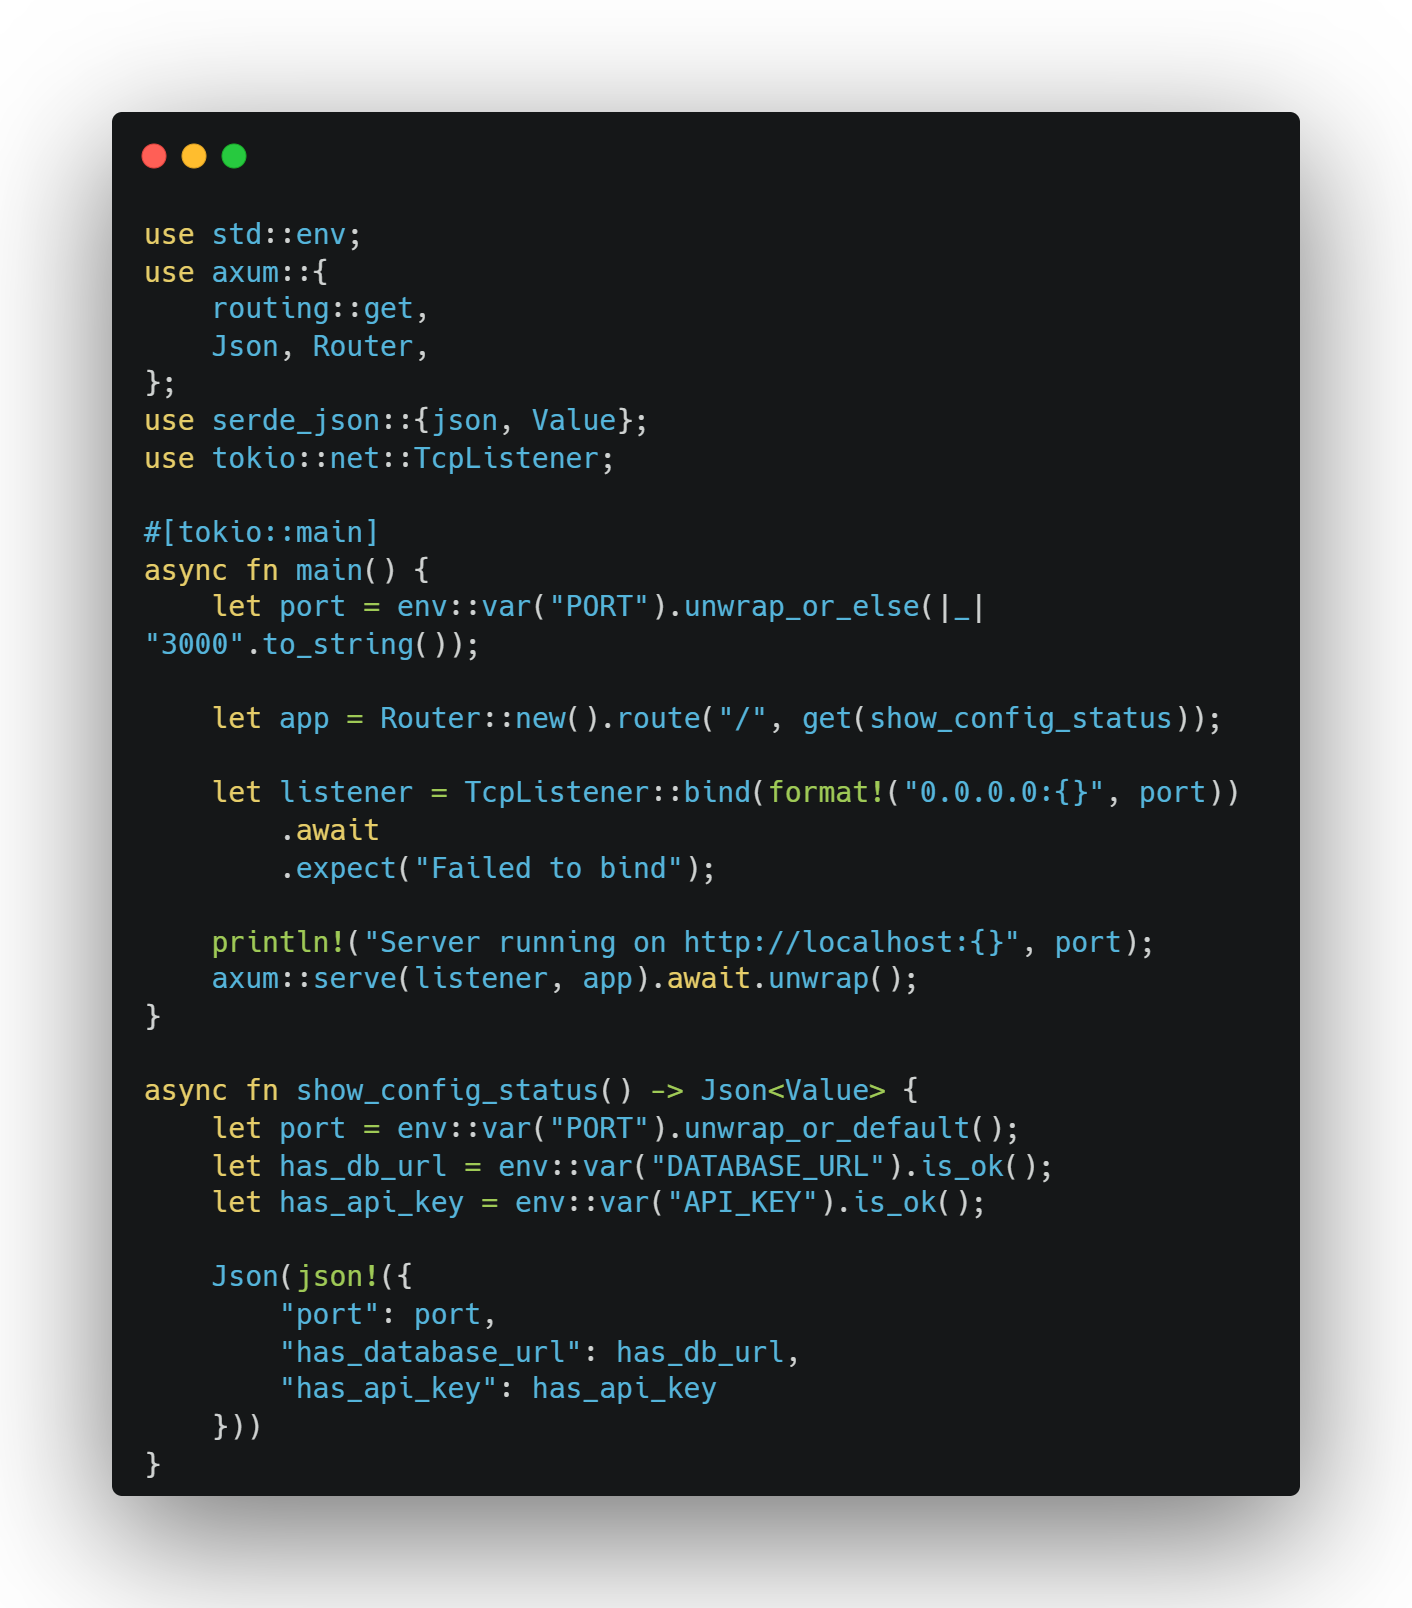 use std::env;
use axum::{
    routing::get,
    Json, Router,
};
use serde_json::{json, Value};
use tokio::net::TcpListener;

#[tokio::main]
async fn main() {
    let port = env::var("PORT").unwrap_or_else(|_|
"3000".to_string());

    let app = Router::new().route("/", get(show_config_status));

    let listener = TcpListener::bind(format!("0.0.0.0:{}", port))
        .await
        .expect("Failed to bind");

    println!("Server running on http://localhost:{}", port);
    axum::serve(listener, app).await.unwrap();
}

async fn show_config_status() -> Json<Value> {
    let port = env::var("PORT").unwrap_or_default();
    let has_db_url = env::var("DATABASE_URL").is_ok();
    let has_api_key = env::var("API_KEY").is_ok();

    Json(json!({
        "port": port,
        "has_database_url": has_db_url,
        "has_api_key": has_api_key
    }))
}